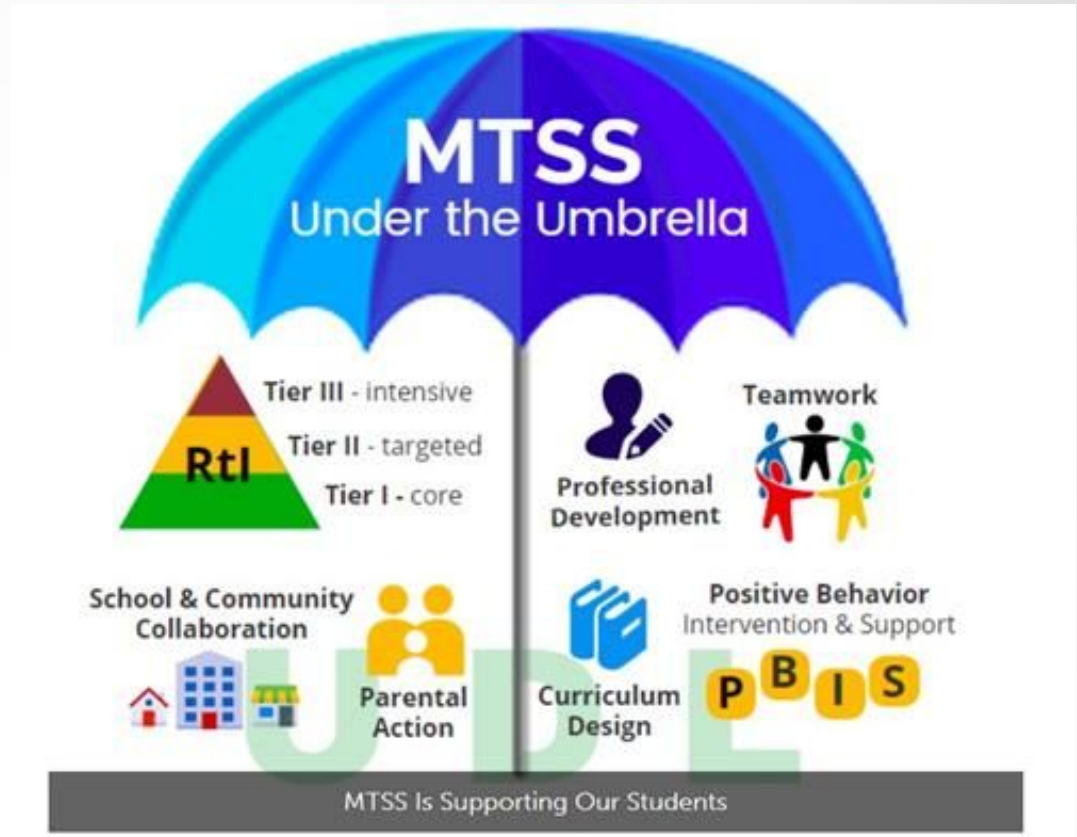 MTSS
Under the Umbrella
RtI
Tier III - intensive
Tier II - targeted
Tier I - core
Professional
Development
Teamwork
School & Community
Collaboration
Parental
Action
Curriculum
Design
Positive Behavior
Intervention & Support
P B I S
UDL
MTSS Is Supporting Our Students